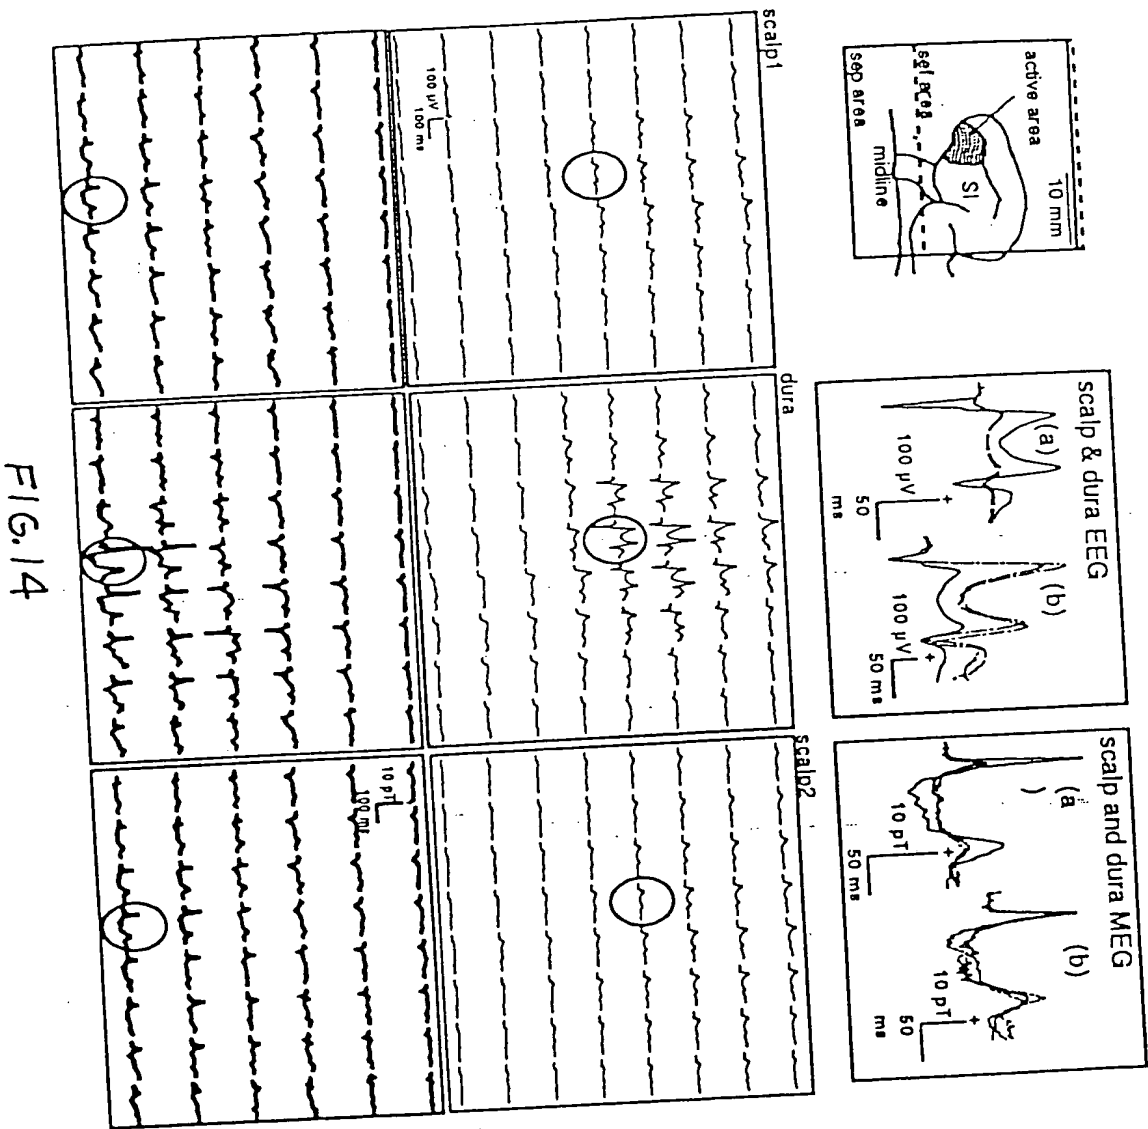 active area
10 mm
SI
sef area
midline
sep area
scalp & dura EEG
(a)
100 µV
+
50
ms
(b)
100 µV
+
50 ms
scalp and dura MEG
(a
)
10 pT
+
50 ms
(b)
10 pT
+
50
ms
scalp1
100 µV
100 ms
dura
scalp2
10 pT
100 ms
FIG.14